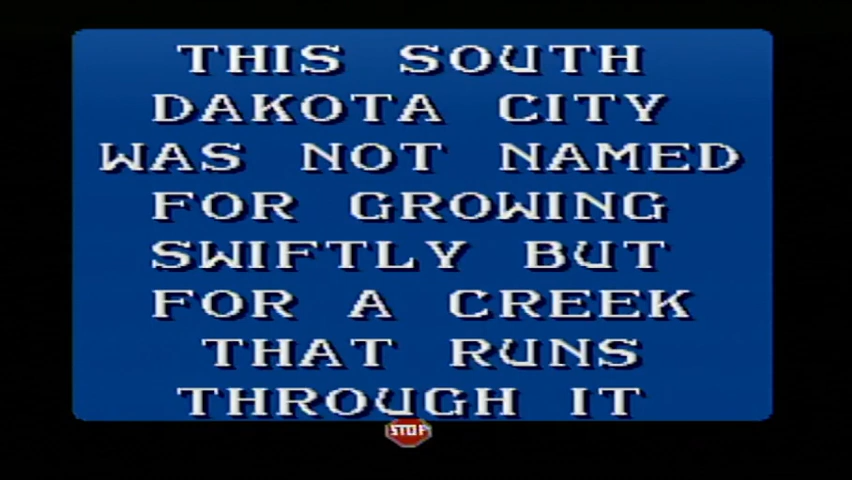 THIS SOUTH
DAKOTA CITY
WAS NOT NAMED
FOR GROWING
SWIFTLY BUT
FOR A CREEK
THAT RUNS
THROUGH IT
STOP